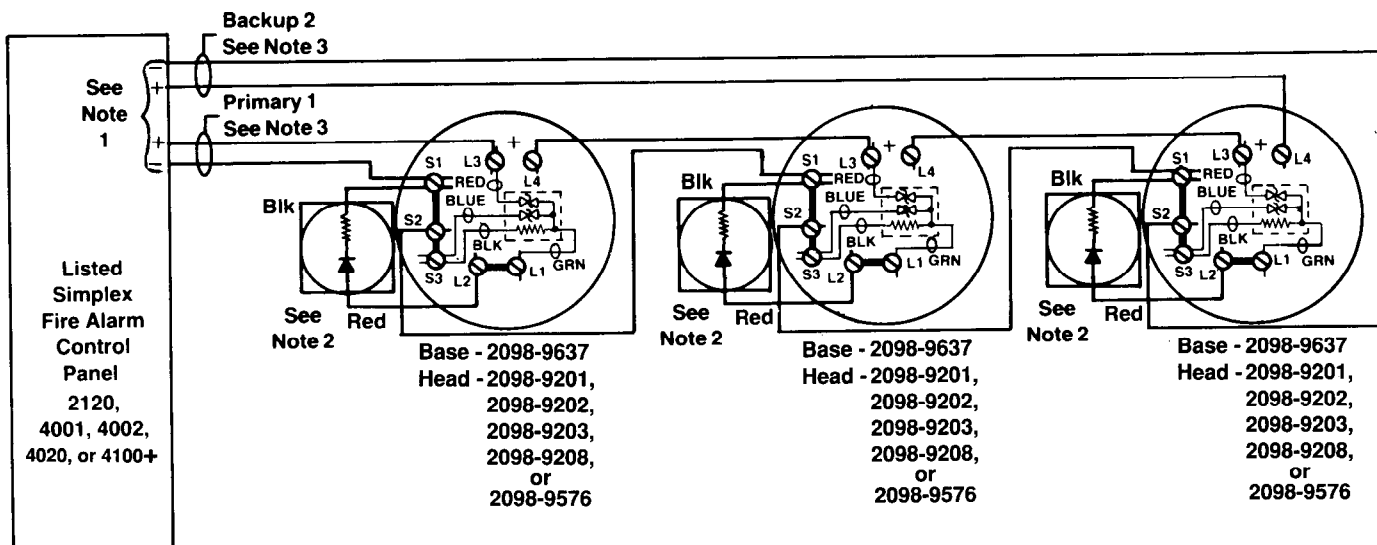 Backup 2
See Note 3
See
Note
1
Primary 1
See Note 3
−
+
+
−
Listed
Simplex
Fire Alarm
Control
Panel
2120,
4001, 4002,
4020, or 4100+
S1
L3
+
L4
RED
Blk
BLUE
S2
BLK
S3
L2
L1
GRN
See
Note 2
Red
Base - 2098-9637
Head - 2098-9201,
2098-9202,
2098-9203,
2098-9208,
or
2098-9576
S1
L3
+
L4
RED
Blk
BLUE
S2
BLK
S3
L2
L1
GRN
See
Note 2
Red
Base - 2098-9637
Head - 2098-9201,
2098-9202,
2098-9203,
2098-9208,
or
2098-9576
S1
L3
+
L4
RED
Blk
BLUE
S2
BLK
S3
L2
L1
GRN
See
Note 2
Red
Base - 2098-9637
Head - 2098-9201,
2098-9202,
2098-9203,
2098-9208,
or
2098-9576